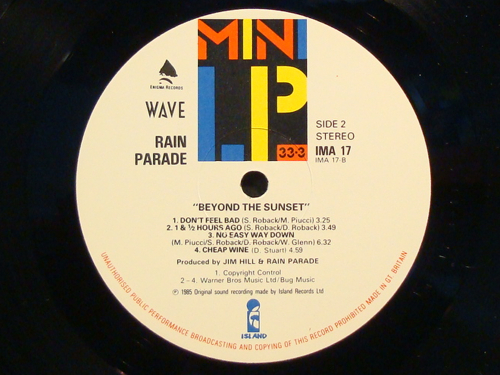 MINI
LP
33⋅3
ENIGMA RECORDS
WAVE
RAIN
PARADE
SIDE 2
STEREO
IMA 17
IMA 17-B
"BEYOND THE SUNSET"
1. DON'T FEEL BAD (S. Roback/M. Piucci) 3.25
2. 1 & ½ HOURS AGO (S. Roback/D. Roback) 3.49
3. NO EASY WAY DOWN
(M. Piucci/S. Roback/D. Roback/W. Glenn) 6.32
4. CHEAP WINE (D. Stuart) 4.59
Produced by JIM HILL & RAIN PARADE
1. Copyright Control
2-4. Warner Bros Music Ltd/Bug Music
℗ 1985 Original sound recording made by Island Records Ltd
ISLAND
UNAUTHORISED PUBLIC PERFORMANCE BROADCASTING AND COPYING OF THIS RECORD PROHIBITED MADE IN GT. BRITAIN